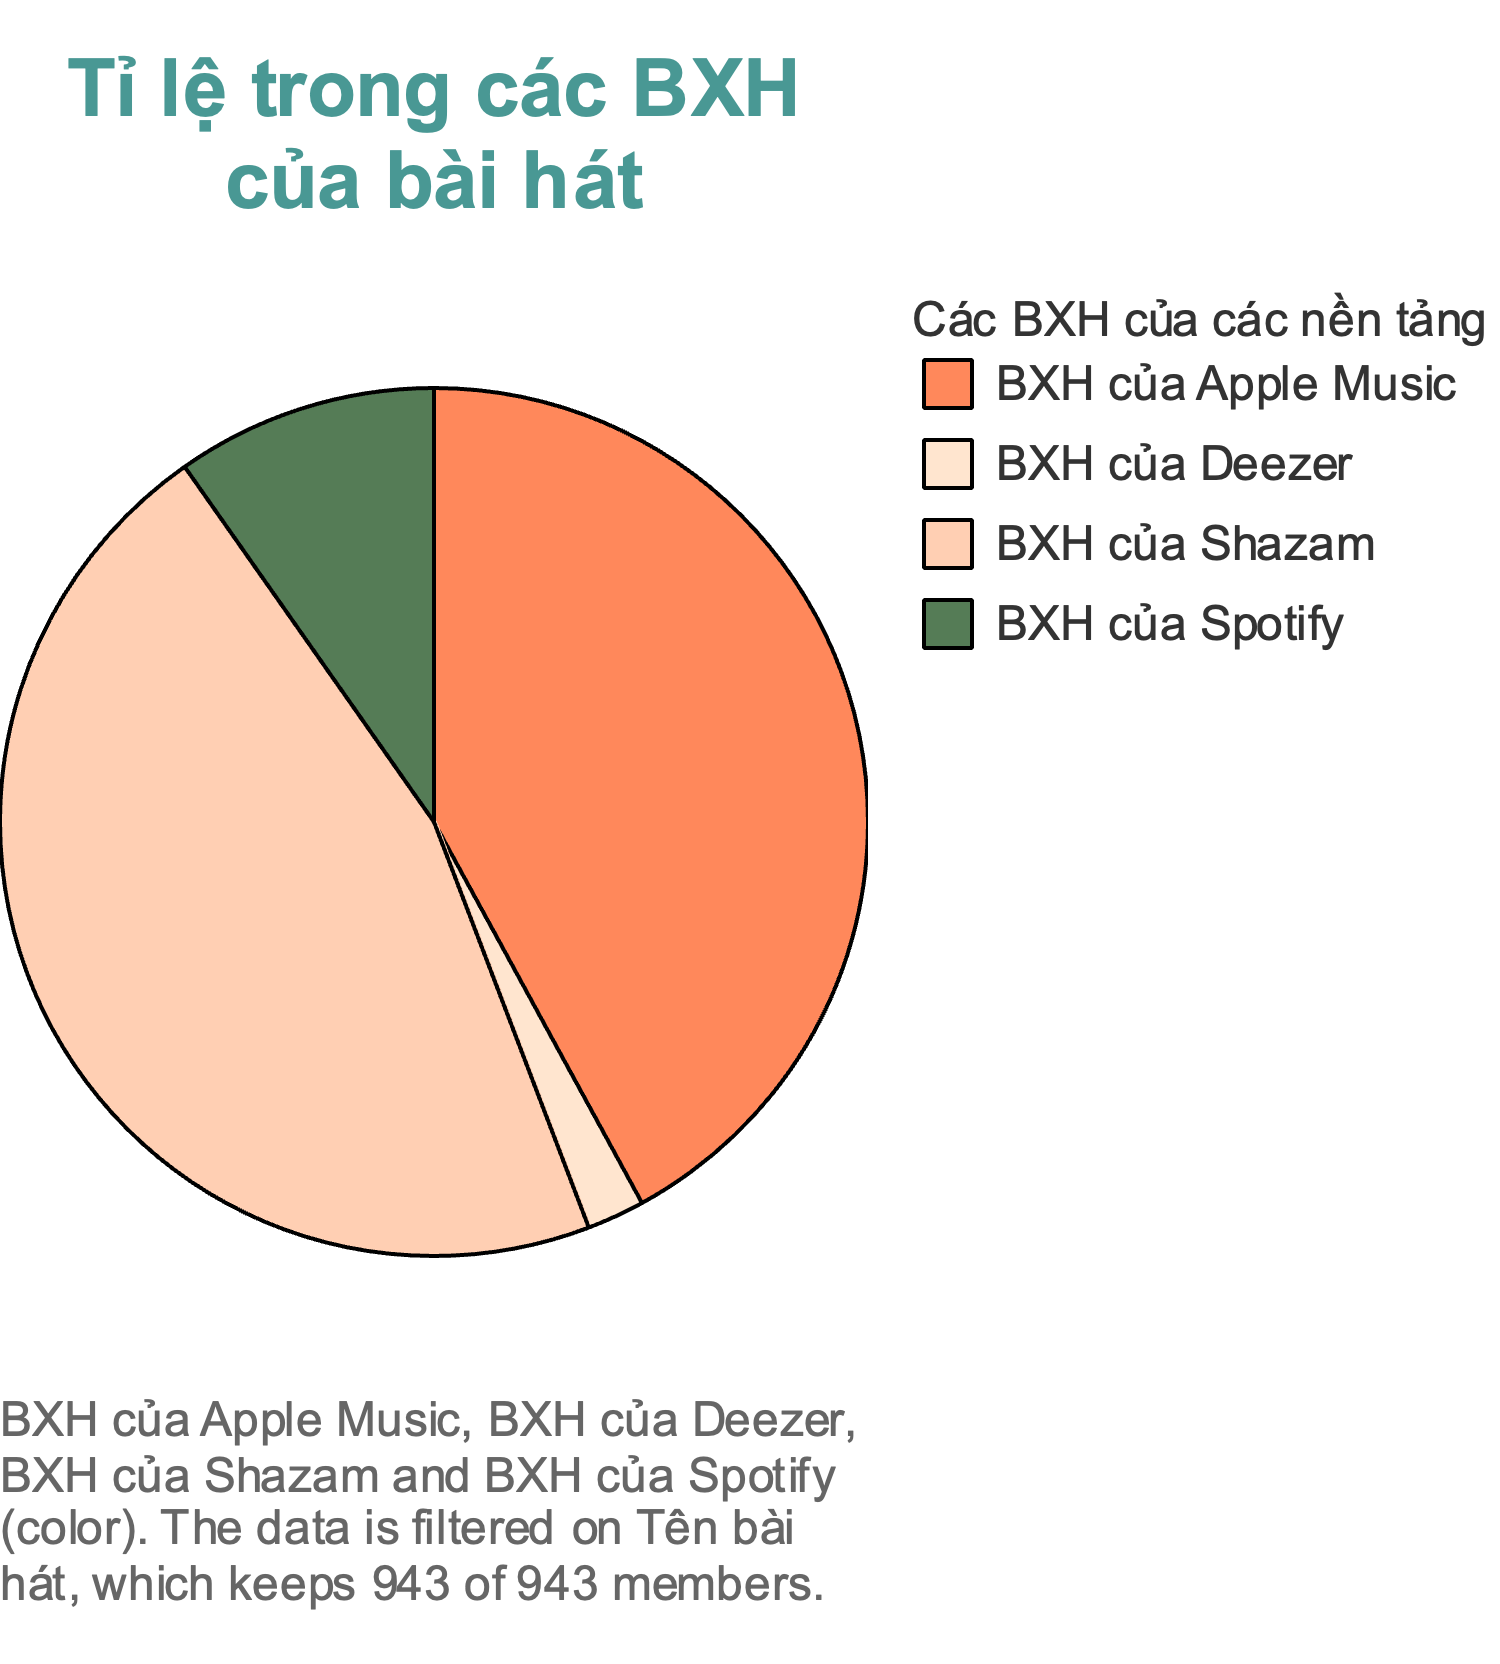 Tỉ lệ trong các BXH
của bài hát
Các BXH của các nền tảng
BXH của Apple Music
BXH của Deezer
BXH của Shazam
BXH của Spotify
BXH của Apple Music, BXH của Deezer,
BXH của Shazam and BXH của Spotify
(color). The data is filtered on Tên bài
hát, which keeps 943 of 943 members.